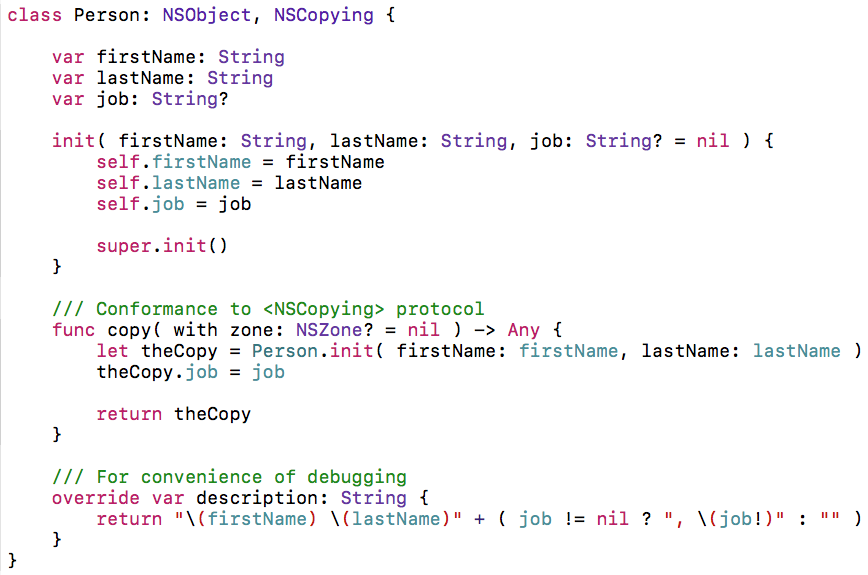 class Person: NSObject, NSCopying {
    var firstName: String
    var lastName: String
    var job: String?
    init( firstName: String, lastName: String, job: String? = nil ) {
        self.firstName = firstName
        self.lastName = lastName
        self.job = job
        super.init()
    }
    /// Conformance to <NSCopying> protocol
    func copy( with zone: NSZone? = nil ) -> Any {
        let theCopy = Person.init( firstName: firstName, lastName: lastName )
        theCopy.job = job
        return theCopy
    }
    /// For convenience of debugging
    override var description: String {
        return "\(firstName) \(lastName)" + ( job != nil ? ", \(job!)" : "" )
    }
}